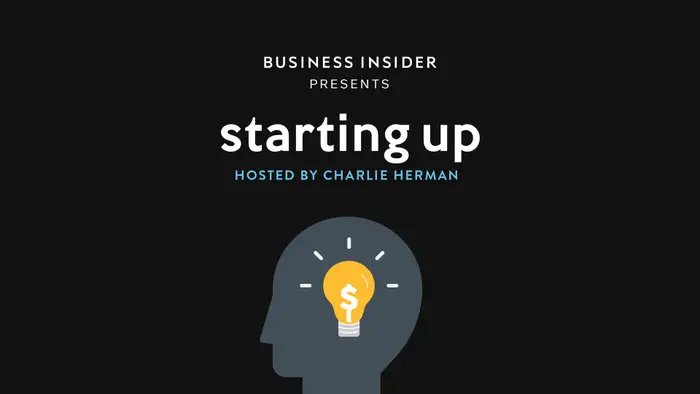 BUSINESS INSIDER
PRESENTS
starting up
HOSTED BY CHARLIE HERMAN
$